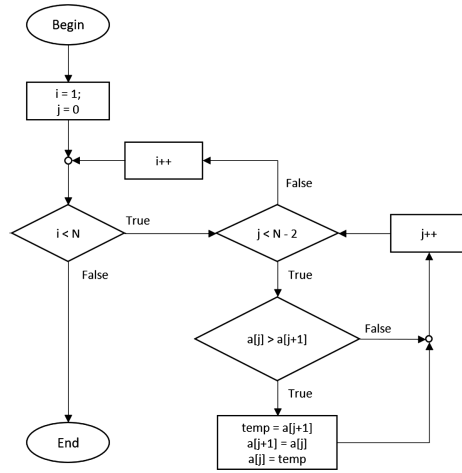 Begin
i = 1;
j = 0
i++
False
i < N
True
j < N - 2
j++
False
True
a[j] > a[j+1]
False
True
temp = a[j+1]
a[j+1] = a[j]
a[j] = temp
End